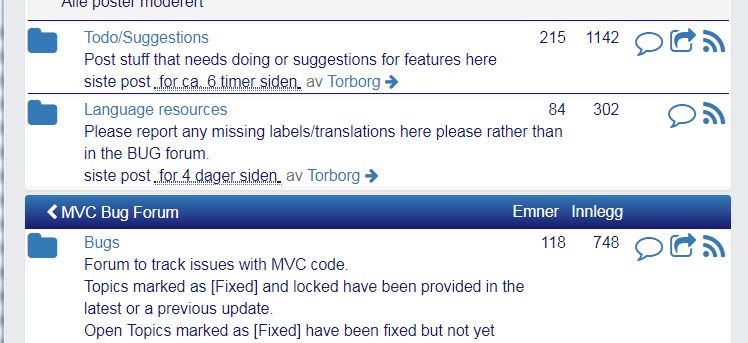 Alle poster moderert
Todo/Suggestions 215 1142
Post stuff that needs doing or suggestions for features here
siste post for ca. 6 timer siden av Torborg
Language resources 84 302
Please report any missing labels/translations here please rather than
in the BUG forum.
siste post for 4 dager siden av Torborg
MVC Bug Forum Emner Innlegg
Bugs 118 748
Forum to track issues with MVC code.
Topics marked as [Fixed] and locked have been provided in the
latest or a previous update.
Open Topics marked as [Fixed] have been fixed but not yet